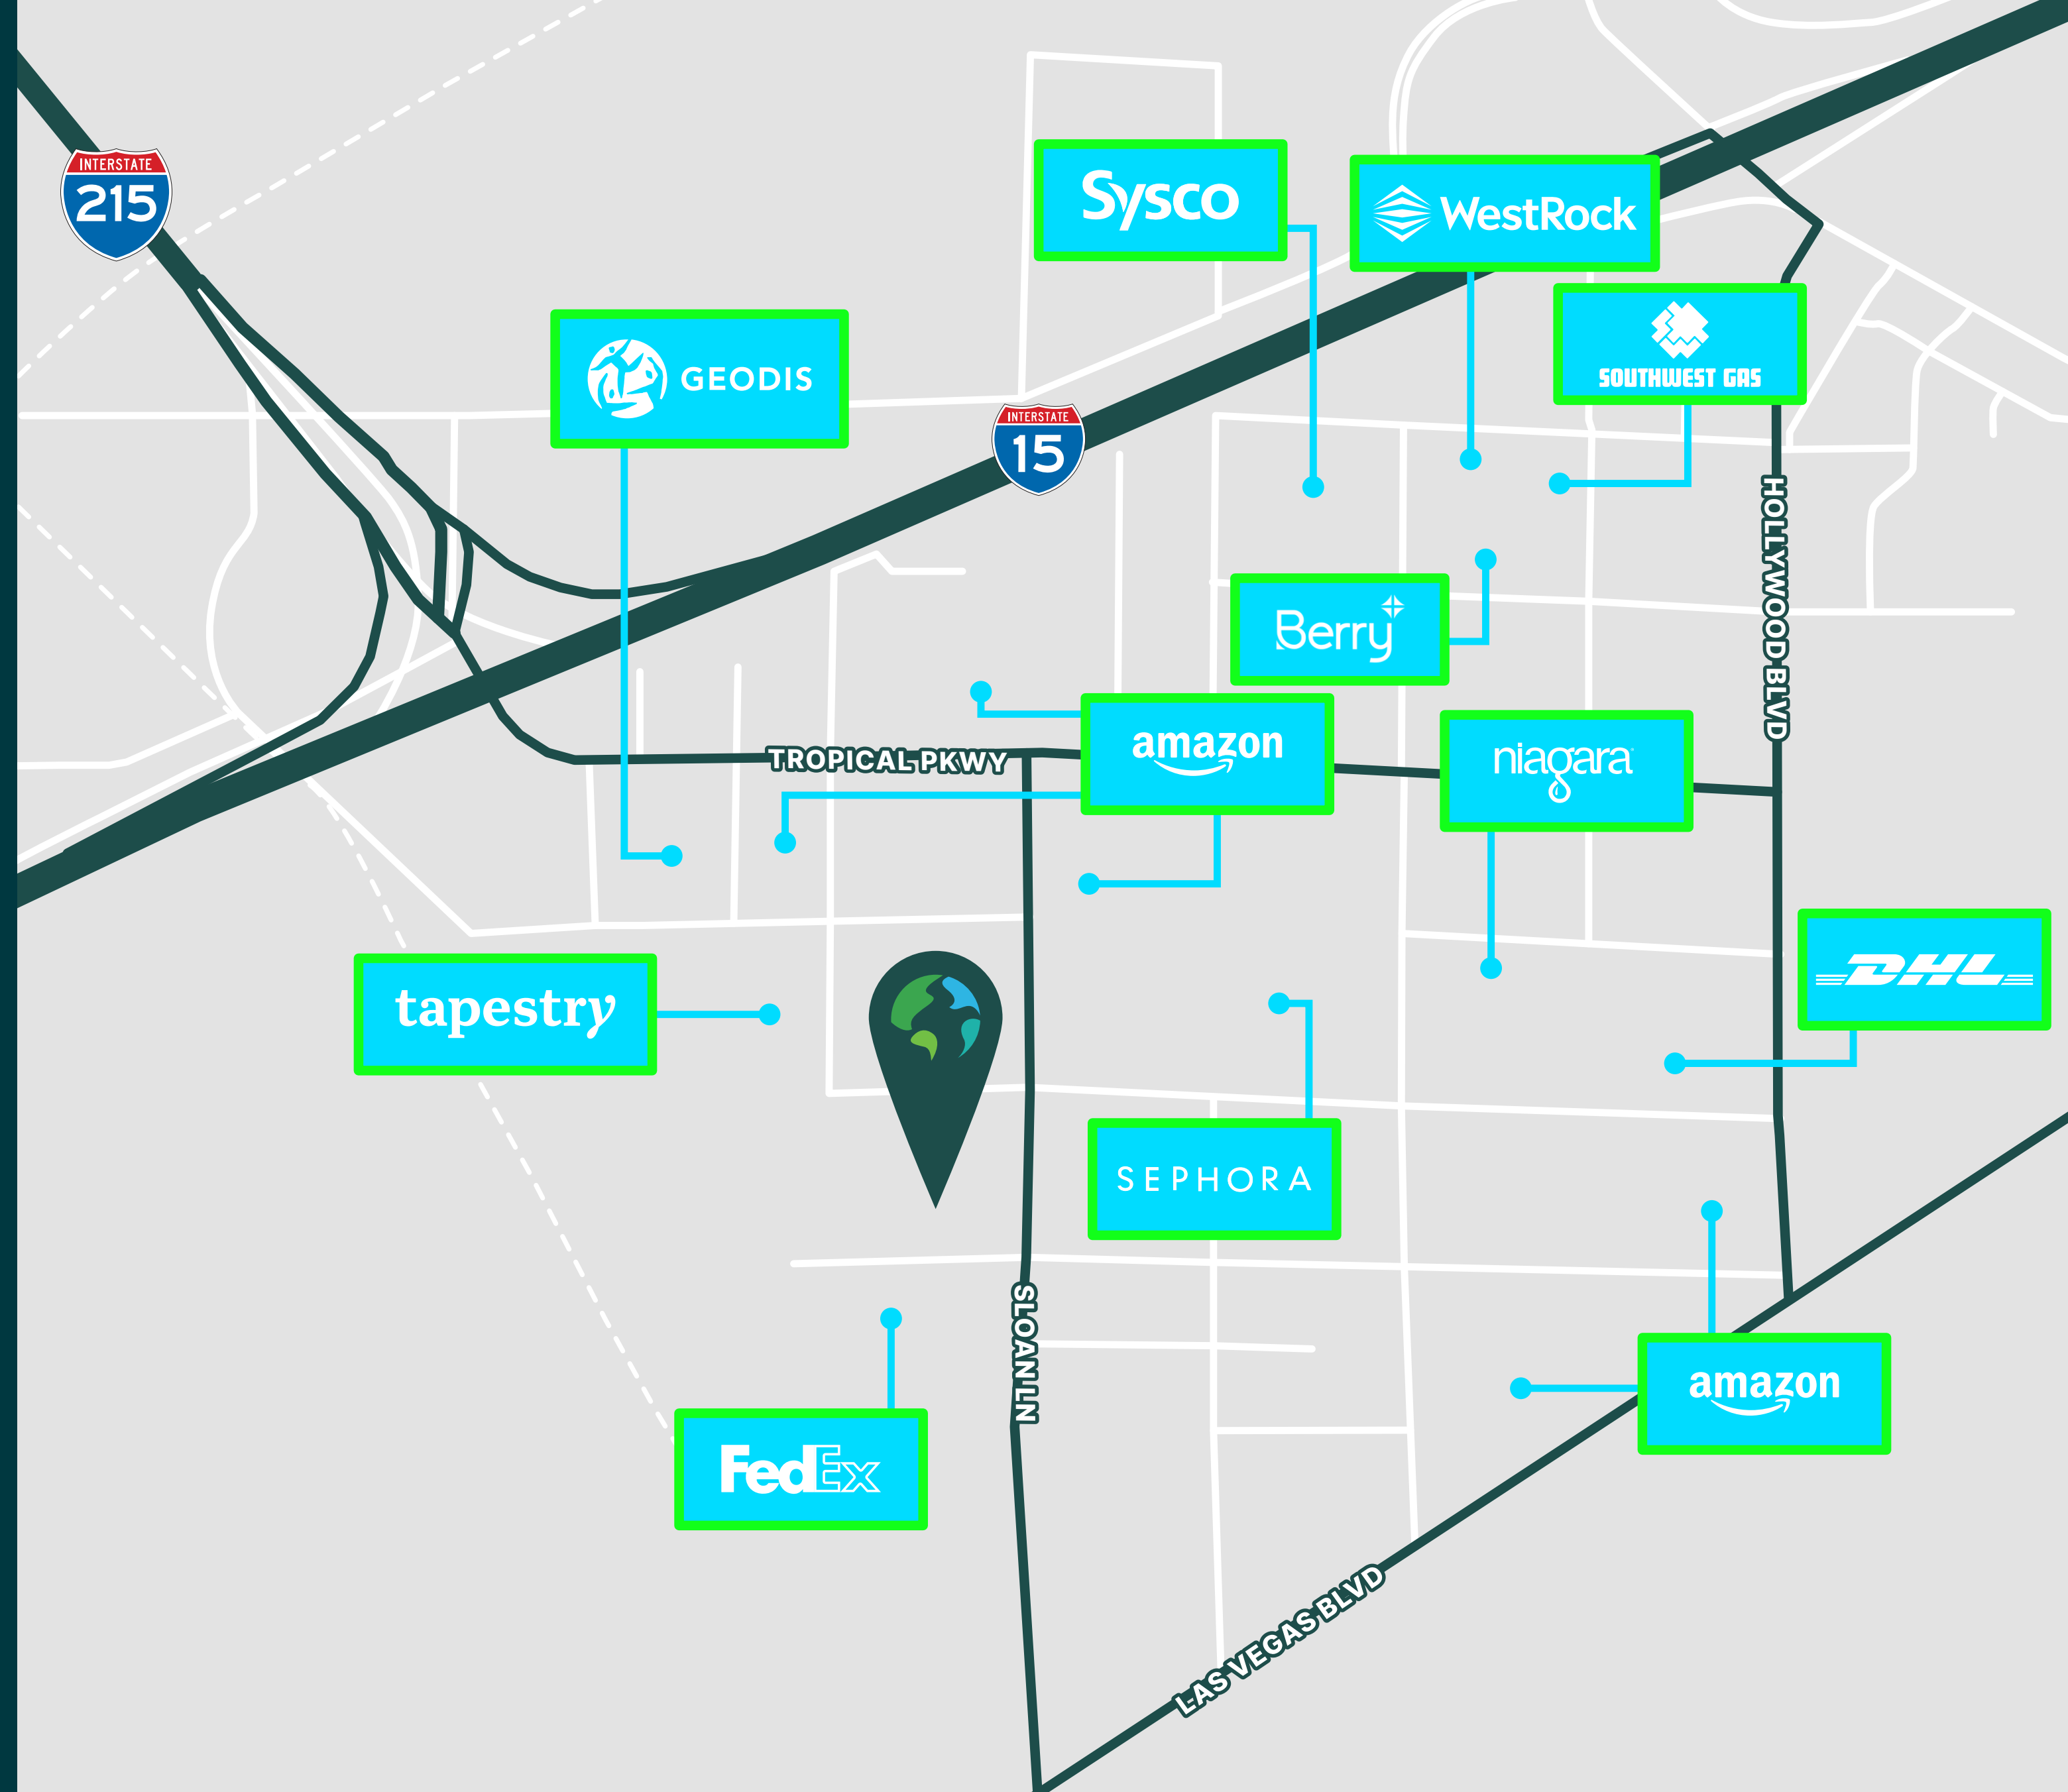 INTERSTATE
215
Sysco
WestRock
SOUTHWEST GAS
GEODIS
INTERSTATE
15
HOLLYWOOD BLVD
Berry
amazon
niagara
TROPICAL PKWY
DHL
tapestry
SEPHORA
SLOAN LN
amazon
FedEx
LAS VEGAS BLVD